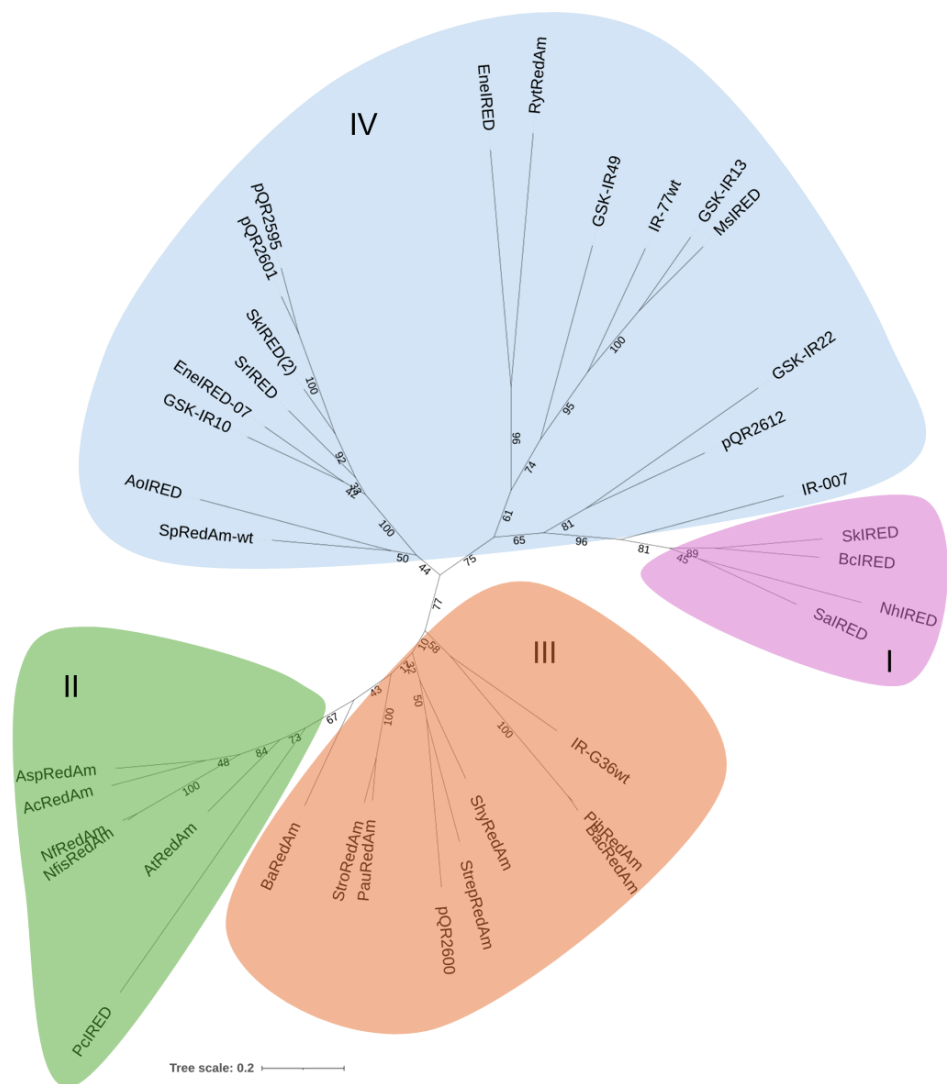 IV
EneIRED
RytRedAm
GSK-IR49
IR-77wt
GSK-IR13
MsIRED
pQR2595
pQR2601
SkIRED(2)
SrIRED
EneIRED-07
GSK-IR10
AoIRED
SpRedAm-wt
GSK-IR22
pQR2612
IR-007
100
92
100
50
44
96
74
95
100
61
65
81
96
81
75
77
SkIRED
BcIRED
NhIRED
SaIRED
89
45
I
III
10
58
32
43
50
100
100
IR-G36wt
PihRedAm
BacRedAm
ShyRedAm
StrepRedAm
pQR2600
StroRedAm
PauRedAm
BaRedAm
II
67
73
84
48
100
AspRedAm
AcRedAm
NfRedAm
NfisRedAm
AtRedAm
PcIRED
Tree scale: 0.2